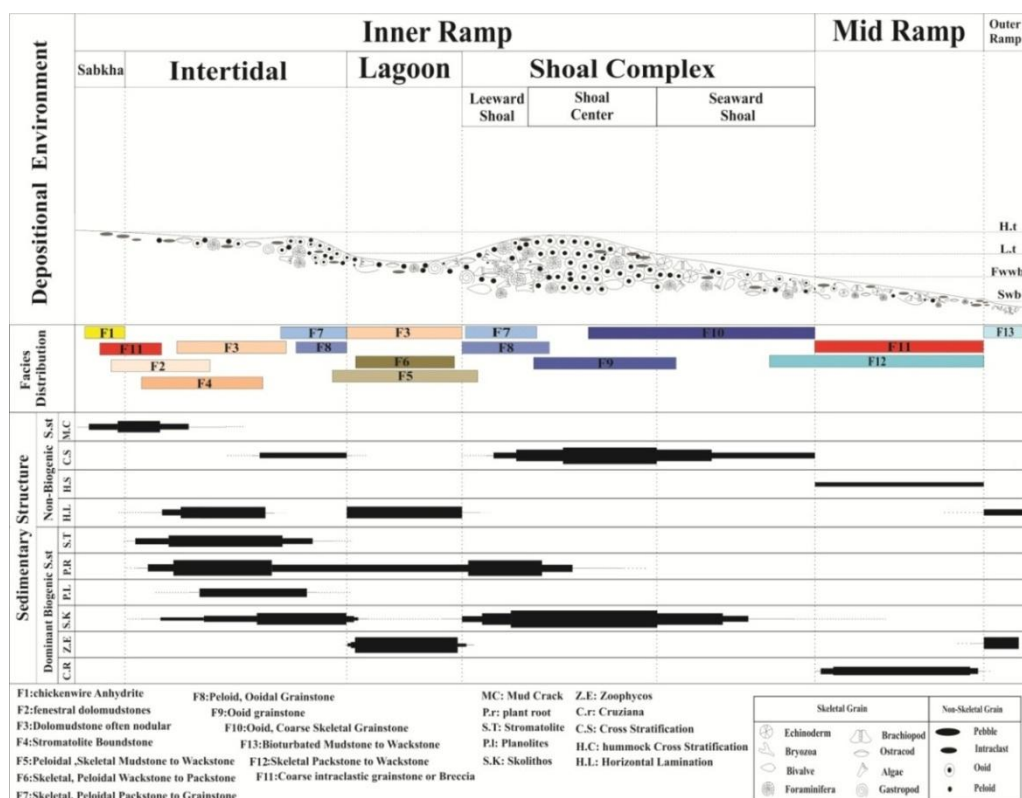 Inner Ramp
Mid Ramp
Outer
Ramp
Sabkha
Intertidal
Lagoon
Shoal Complex
Leeward
Shoal
Shoal
Center
Seaward
Shoal
Depositional Environment
H.t
L.t
Fwwb
Swb
Facies
Distribution
F1
F7
F3
F7
F10
F13
F11
F3
F8
F8
F11
F2
F6
F9
F12
F4
F5
Sedimentary Structure
Non-Biogenic S.st
M.C
C.S
H.S
H.L
Dominant Biogenic S.st
S.T
P.R
P.L
S.K
Z.E
C.R
F1:chickenwire Anhydrite
F2:fenestral dolomudstones
F3:Dolomudstone often nodular
F4:Stromatolite Boundstone
F5:Peloidal ,Skeletal Mudstone to Wackstone
F6:Skeletal, Peloidal Wackstone to Packstone
F7:Skeletal, Peloidal Packstone to Grainstone
F8:Peloid, Ooidal Grainstone
F9:Ooid grainstone
F10:Ooid, Coarse Skeletal Grainstone
F13:Bioturbated Mudstone to Wackstone
F12:Skeletal Packstone to Wackstone
F11:Coarse intraclastic grainstone or Breccia
MC: Mud Crack
P.r: plant root
S.T: Stromatolite
P.l: Planolites
S.K: Skolithos
Z.E: Zoophycos
C.r: Cruziana
C.S: Cross Stratification
H.C: hummock Cross Stratification
H.L: Horizontal Lamination
Skeletal Grain
Echinoderm
Bryozoa
Bivalve
Foraminifera
Brachiopod
Ostracod
Algae
Gastropod
Non-Skeletal Grain
Pebble
Intraclast
Ooid
Peloid